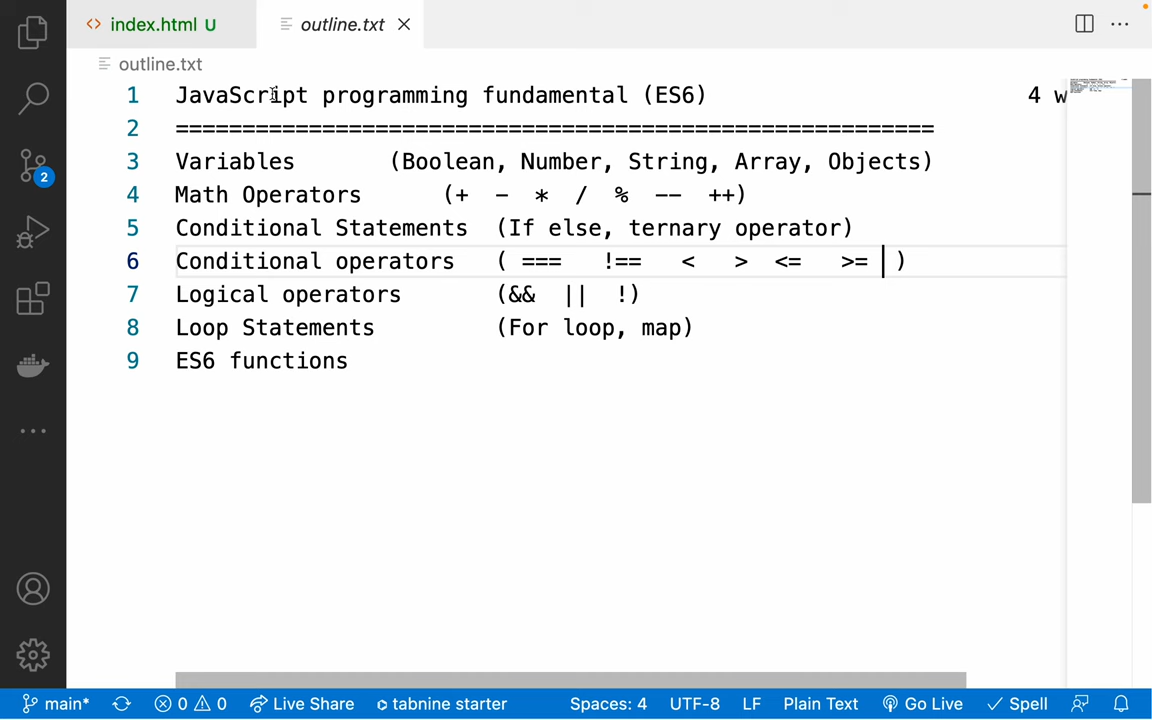 index.html U
outline.txt
outline.txt
1 JavaScript programming fundamental (ES6) 4 w
2 =========================================================
3 Variables (Boolean, Number, String, Array, Objects)
4 Math Operators (+ - * / % -- ++)
5 Conditional Statements (If else, ternary operator)
6 Conditional operators ( === !== < > <= >= )
7 Logical operators (&& || !)
8 Loop Statements (For loop, map)
9 ES6 functions
2
main* 0 0 Live Share tabnine starter Spaces: 4 UTF-8 LF Plain Text Go Live Spell